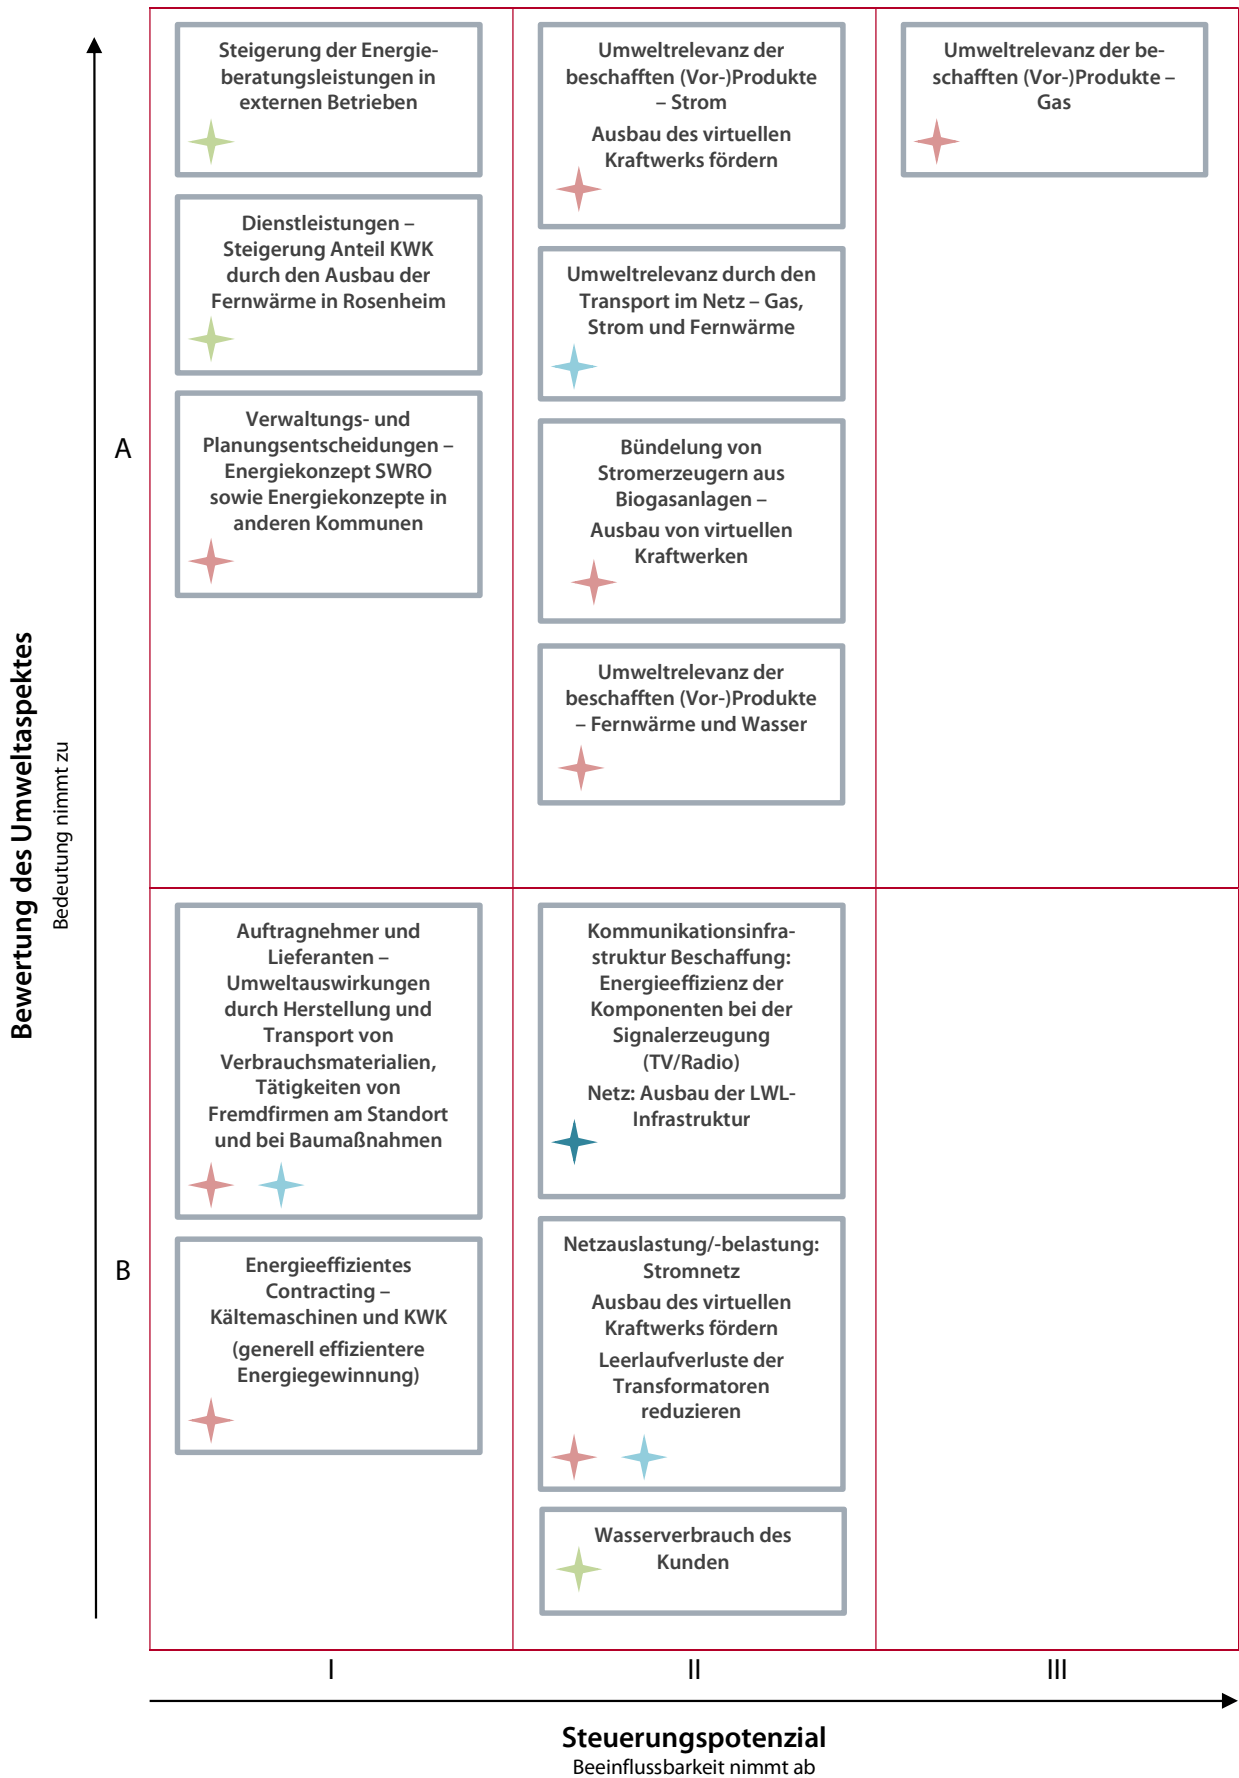 Steigerung der Energie-
beratungsleistungen in
externen Betrieben
Umweltrelevanz der
beschafften (Vor-)Produkte
– Strom
Ausbau des virtuellen
Kraftwerks fördern
Umweltrelevanz der be-
schafften (Vor-)Produkte –
Gas
Dienstleistungen –
Steigerung Anteil KWK
durch den Ausbau der
Fernwärme in Rosenheim
Umweltrelevanz durch den
Transport im Netz – Gas,
Strom und Fernwärme
Verwaltungs- und
Planungsentscheidungen –
Energiekonzept SWRO
sowie Energiekonzepte in
anderen Kommunen
Bündelung von
Stromerzeugern aus
Biogasanlagen –
Ausbau von virtuellen
Kraftwerken
Umweltrelevanz der
beschafften (Vor-)Produkte
– Fernwärme und Wasser
A
Bewertung des Umweltaspektes
Bedeutung nimmt zu
Auftragnehmer und
Lieferanten –
Umweltauswirkungen
durch Herstellung und
Transport von
Verbrauchsmaterialien,
Tätigkeiten von
Fremdfirmen am Standort
und bei Baumaßnahmen
Kommunikationsinfra-
struktur Beschaffung:
Energieeffizienz der
Komponenten bei der
Signalerzeugung
(TV/Radio)
Netz: Ausbau der LWL-
Infrastruktur
B
Energieeffizientes
Contracting –
Kältemaschinen und KWK
(generell effizientere
Energiegewinnung)
Netzauslastung/-belastung:
Stromnetz
Ausbau des virtuellen
Kraftwerks fördern
Leerlaufverluste der
Transformatoren
reduzieren
Wasserverbrauch des
Kunden
I
II
III
Steuerungspotenzial
Beeinflussbarkeit nimmt ab